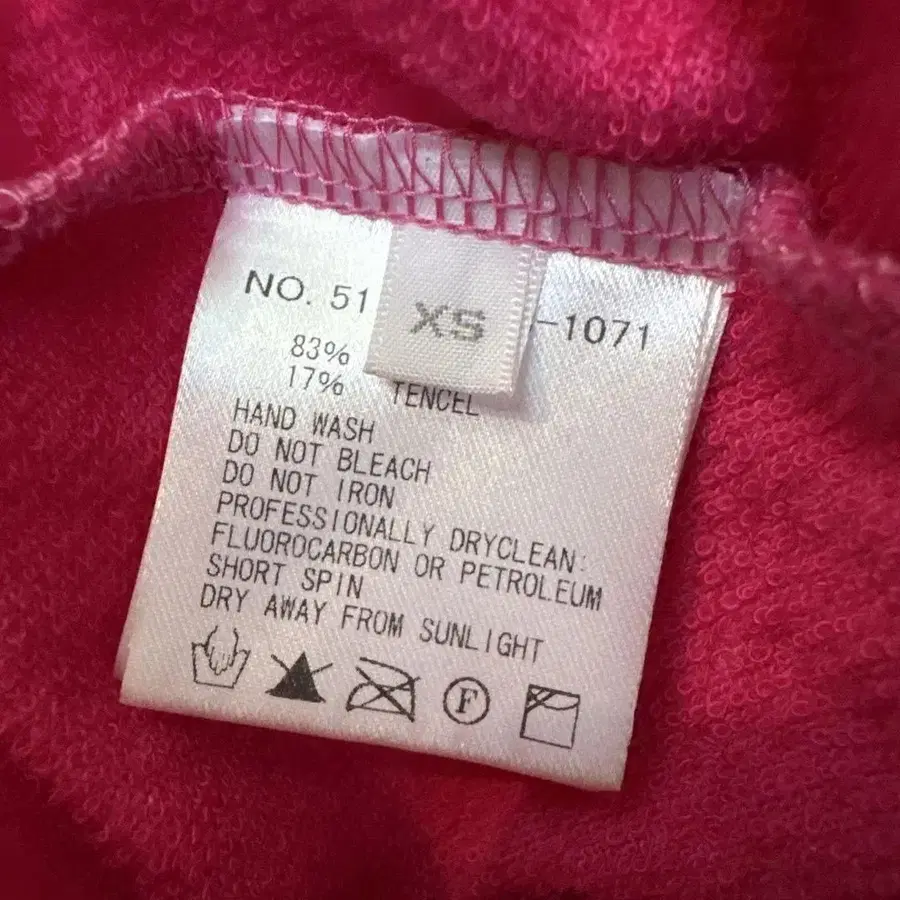 NO. 51
XS
-1071
83%
17% TENCEL
HAND WASH
DO NOT BLEACH
DO NOT IRON
PROFESSIONALLY DRYCLEAN:
FLUOROCARBON OR PETROLEUM
SHORT SPIN
DRY AWAY FROM SUNLIGHT
F